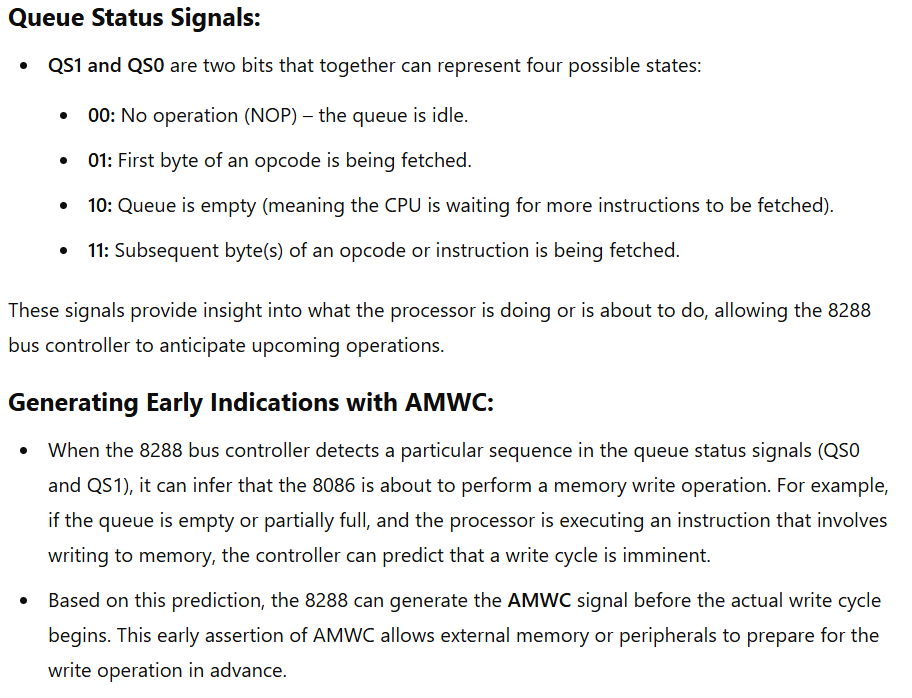 Queue Status Signals:
• QS1 and QS0 are two bits that together can represent four possible states:
• 00: No operation (NOP) – the queue is idle.
• 01: First byte of an opcode is being fetched.
• 10: Queue is empty (meaning the CPU is waiting for more instructions to be fetched).
• 11: Subsequent byte(s) of an opcode or instruction is being fetched.
These signals provide insight into what the processor is doing or is about to do, allowing the 8288
bus controller to anticipate upcoming operations.
Generating Early Indications with AMWC:
• When the 8288 bus controller detects a particular sequence in the queue status signals (QS0
and QS1), it can infer that the 8086 is about to perform a memory write operation. For example,
if the queue is empty or partially full, and the processor is executing an instruction that involves
writing to memory, the controller can predict that a write cycle is imminent.
• Based on this prediction, the 8288 can generate the AMWC signal before the actual write cycle
begins. This early assertion of AMWC allows external memory or peripherals to prepare for the
write operation in advance.